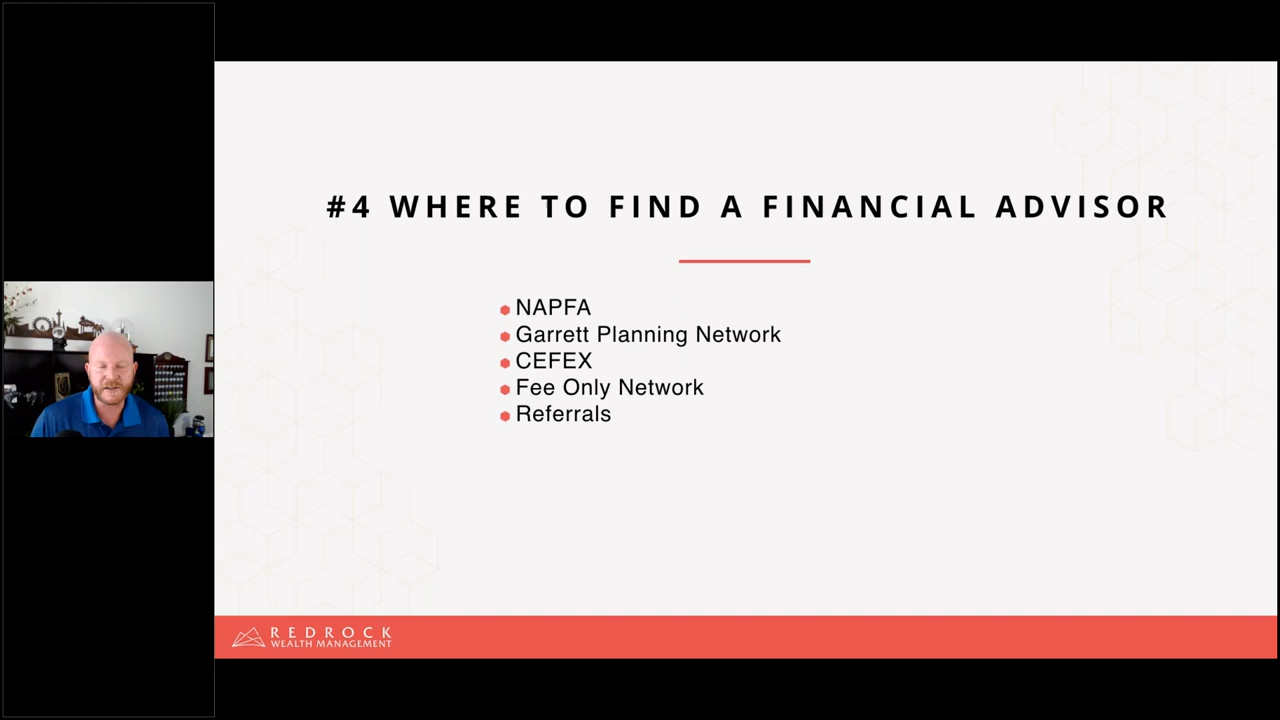 #4 WHERE TO FIND A FINANCIAL ADVISOR
NAPFA
Garrett Planning Network
CEFEX
Fee Only Network
Referrals
REDROCK
WEALTH MANAGEMENT